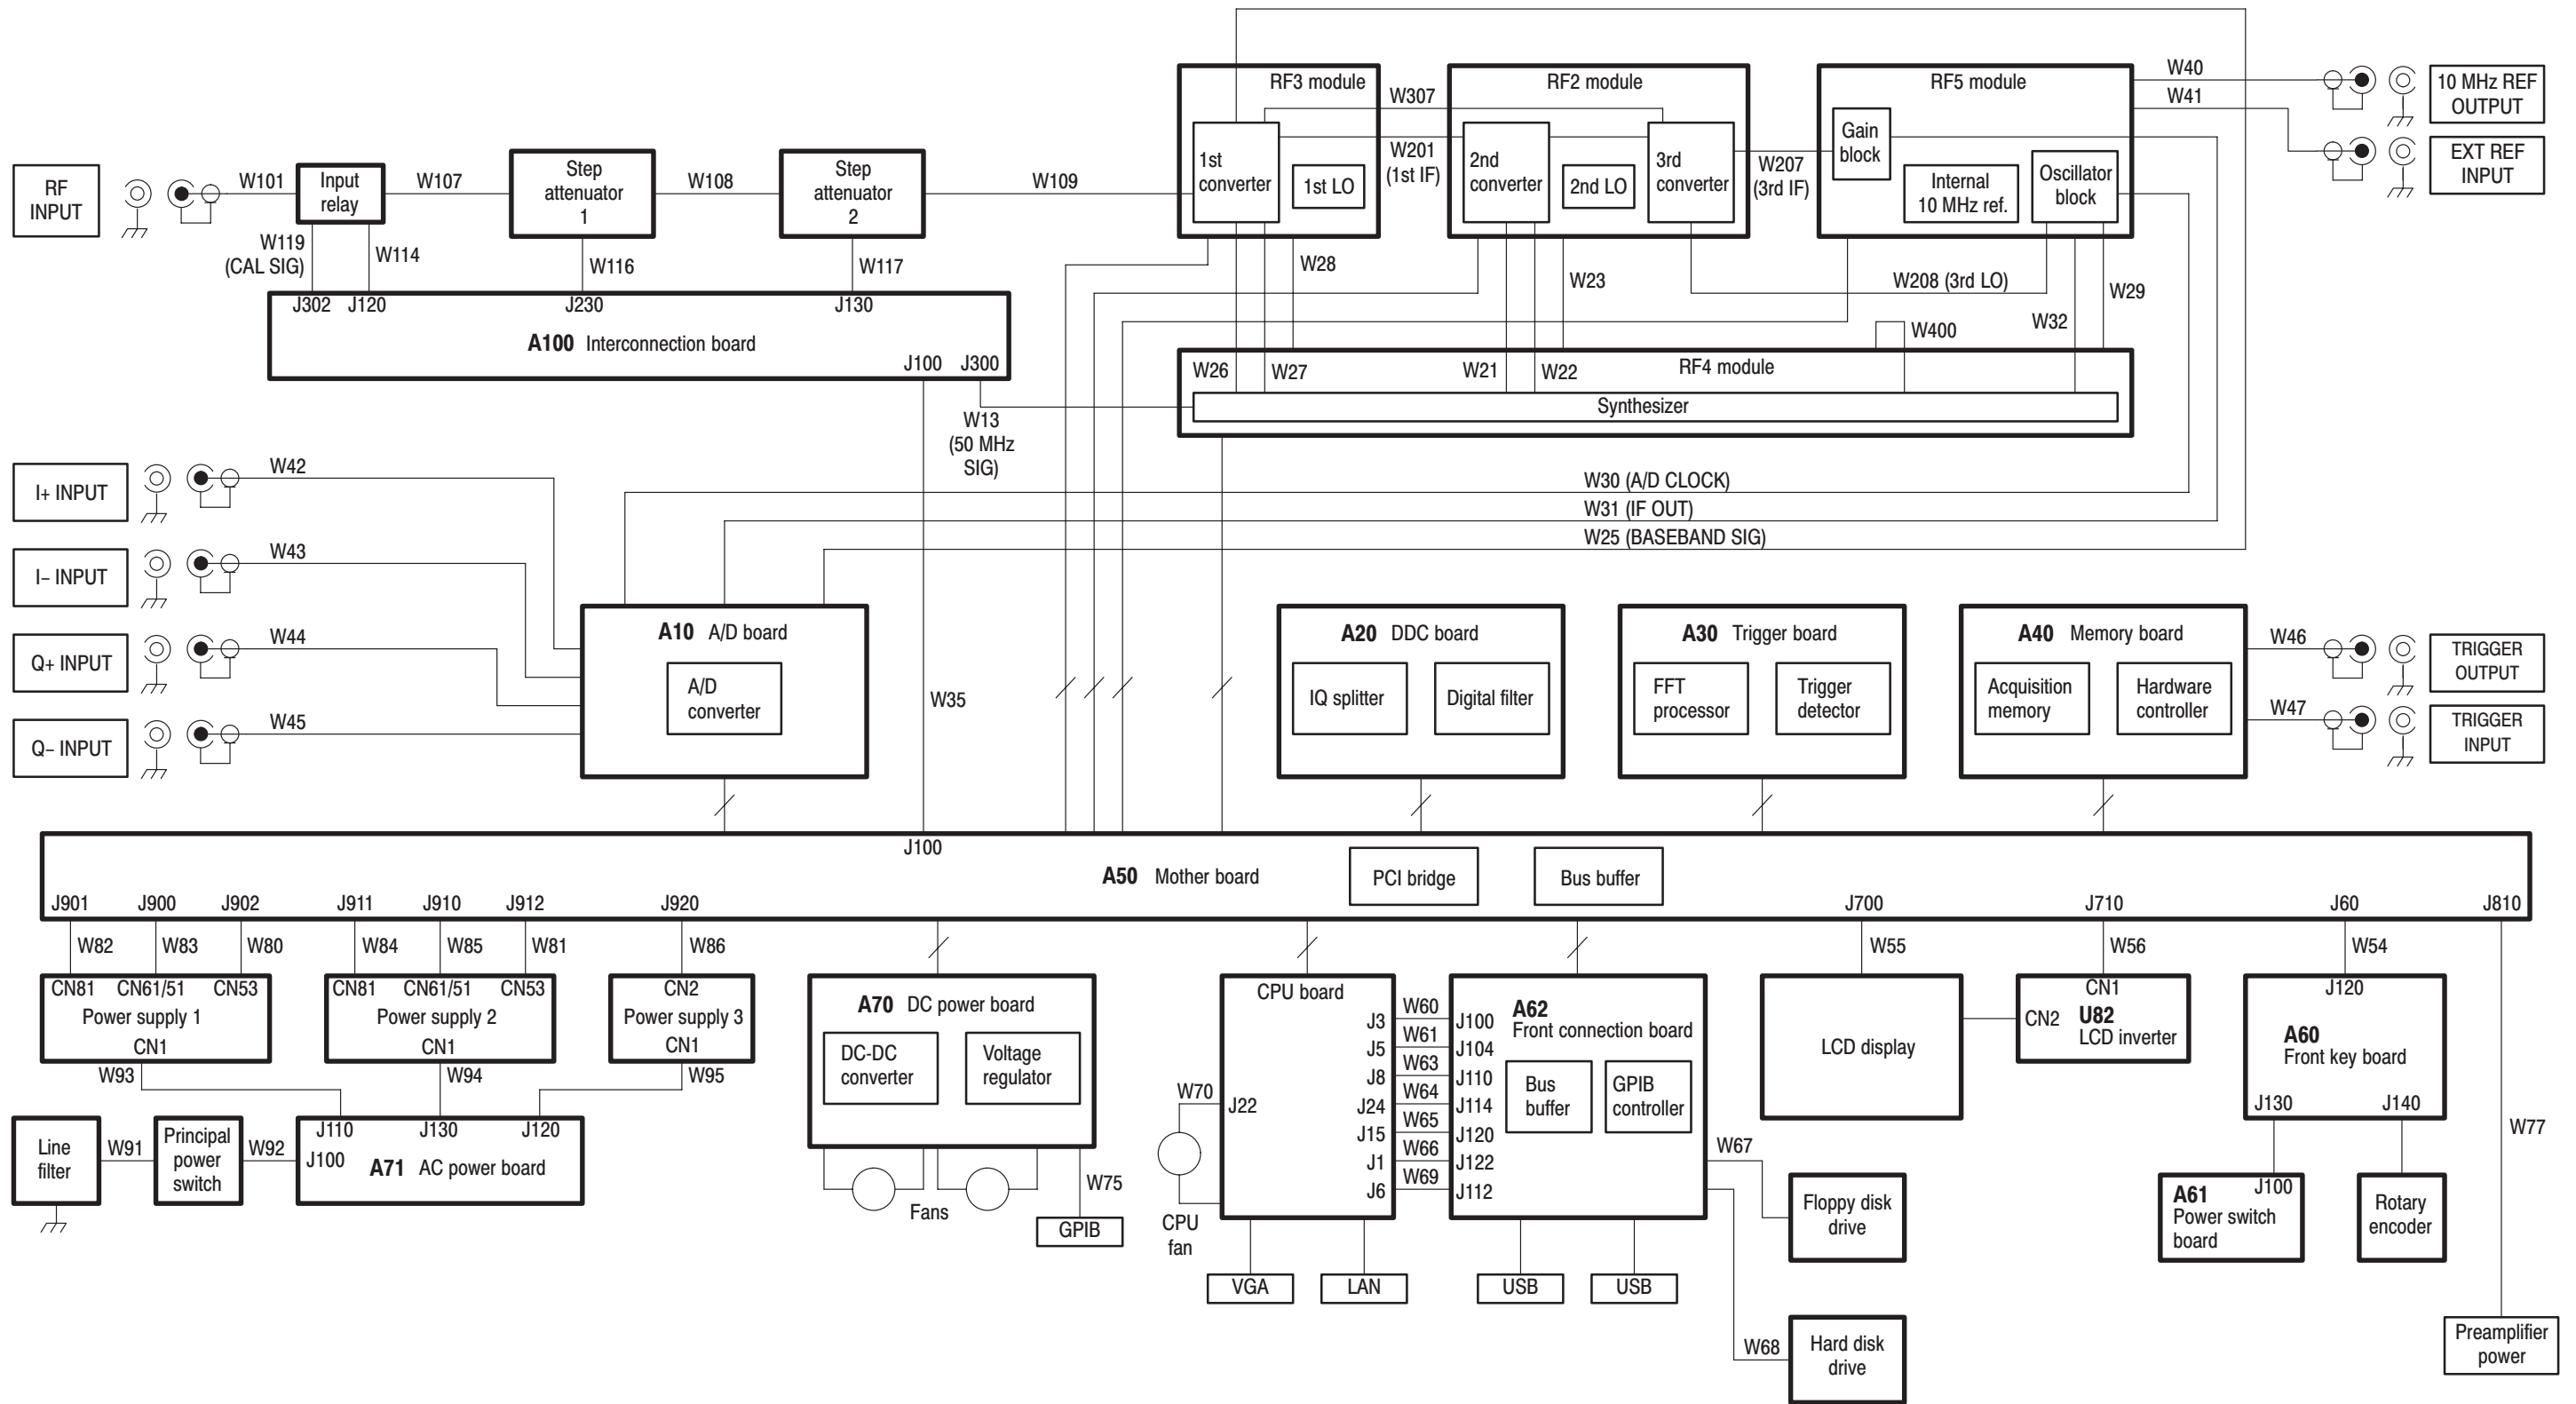 RF3 module
RF2 module
RF5 module
W40
10 MHz REF
OUTPUT
W307
W41
1st
converter
1st LO
W201
(1st IF)
2nd
converter
2nd LO
3rd
converter
W207
(3rd IF)
Gain
block
Internal
10 MHz ref.
Oscillator
block
EXT REF
INPUT
RF
INPUT
W101
Input
relay
W107
Step
attenuator
1
W108
Step
attenuator
2
W109
W119
(CAL SIG)
W114
W116
W117
W28
W23
W208 (3rd LO)
W29
W32
W400
J302
J120
J230
J130
A100 Interconnection board
J100
J300
W26
W27
W21
W22
RF4 module
Synthesizer
W13
(50 MHz
SIG)
I+ INPUT
W42
W30 (A/D CLOCK)
W31 (IF OUT)
W25 (BASEBAND SIG)
I– INPUT
W43
Q+ INPUT
W44
Q– INPUT
W45
A10 A/D board
A/D
converter
W35
A20 DDC board
IQ splitter
Digital filter
A30 Trigger board
FFT
processor
Trigger
detector
A40 Memory board
Acquisition
memory
Hardware
controller
W46
TRIGGER
OUTPUT
W47
TRIGGER
INPUT
J100
A50 Mother board
PCI bridge
Bus buffer
J901
J900
J902
J911
J910
J912
J920
J700
J710
J60
J810
W82
W83
W80
W84
W85
W81
W86
W55
W56
W54
CN81
CN61/51
CN53
Power supply 1
CN1
CN81
CN61/51
CN53
Power supply 2
CN1
CN2
Power supply 3
CN1
W93
W94
W95
Line
filter
W91
Principal
power
switch
W92
J110
J130
J120
J100
A71 AC power board
A70 DC power board
DC-DC
converter
Voltage
regulator
Fans
W75
GPIB
CPU board
J3
J5
J8
J24
J15
J1
J6
J22
W70
CPU
fan
W60
W61
W63
W64
W65
W66
W69
J100
J104
J110
J114
J120
J122
J112
A62
Front connection board
Bus
buffer
GPIB
controller
VGA
LAN
USB
USB
W67
Floppy disk
drive
W68
Hard disk
drive
LCD display
CN1
CN2
U82
LCD inverter
J120
A60
Front key board
J130
J140
J100
A61
Power switch
board
Rotary
encoder
W77
Preamplifier
power